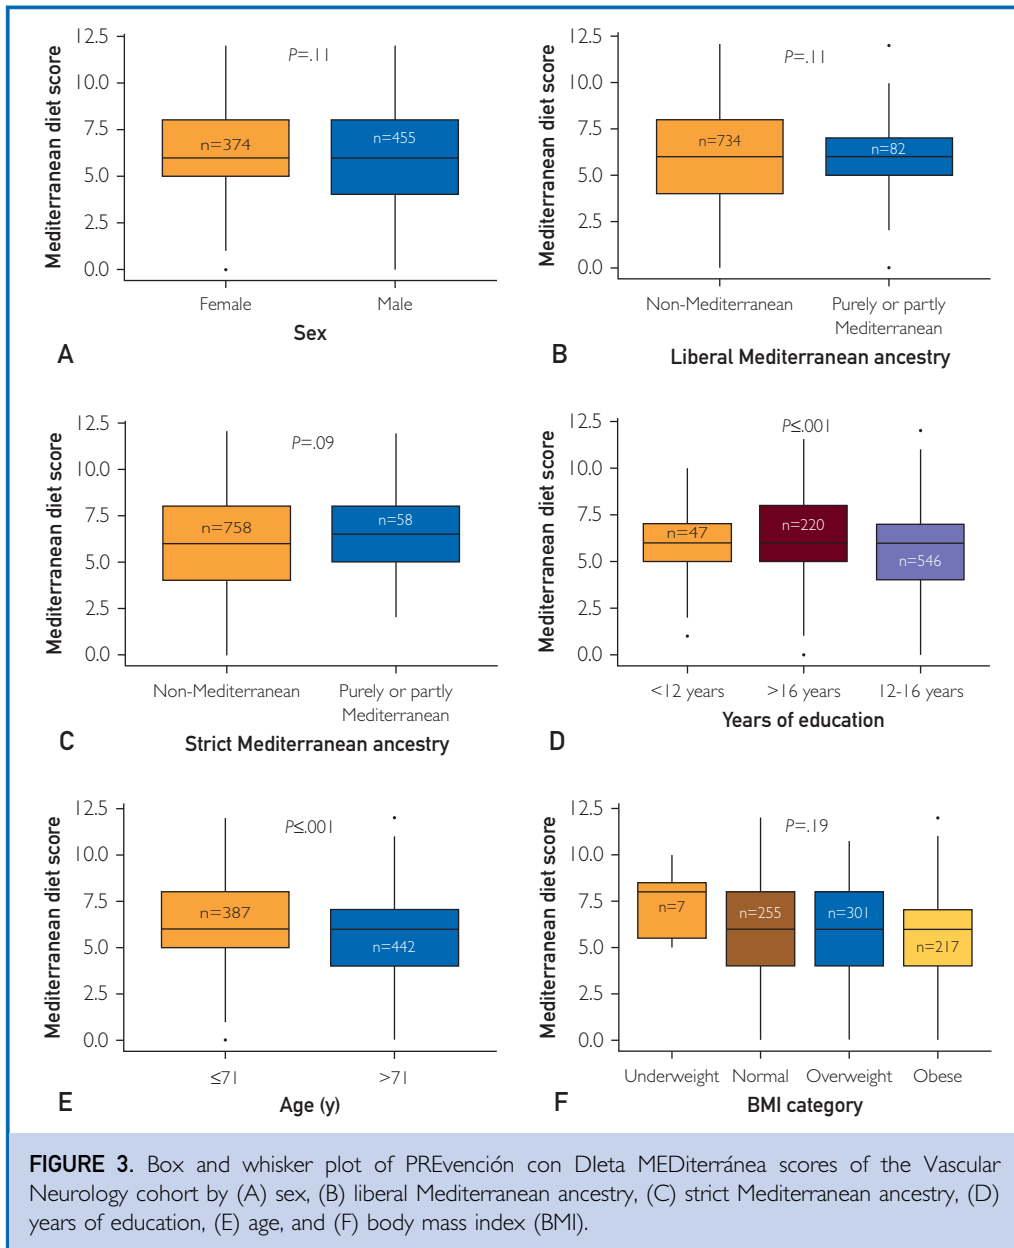 12.5
10.0
7.5
5.0
2.5
0.0
Mediterranean diet score
P=.11
n=374
n=455
Female Male
Sex
A
12.5
10.0
7.5
5.0
2.5
0.0
Mediterranean diet score
P=.11
n=734
n=82
Non-Mediterranean Purely or partly
Mediterranean
Liberal Mediterranean ancestry
B
12.5
10.0
7.5
5.0
2.5
0.0
Mediterranean diet score
P=.09
n=758
n=58
Non-Mediterranean Purely or partly
Mediterranean
Strict Mediterranean ancestry
C
12.5
10.0
7.5
5.0
2.5
0.0
Mediterranean diet score
P≤.001
n=47
n=220
n=546
<12 years >16 years 12-16 years
Years of education
D
12.5
10.0
7.5
5.0
2.5
0.0
Mediterranean diet score
P≤.001
n=387
n=442
≤71 >71
Age (y)
E
12.5
10.0
7.5
5.0
2.5
0.0
Mediterranean diet score
P=.19
n=7
n=255
n=301
n=217
Underweight Normal Overweight Obese
BMI category
F
FIGURE 3. Box and whisker plot of PREvención con DIeta MEDiterránea scores of the Vascular
Neurology cohort by (A) sex, (B) liberal Mediterranean ancestry, (C) strict Mediterranean ancestry, (D)
years of education, (E) age, and (F) body mass index (BMI).